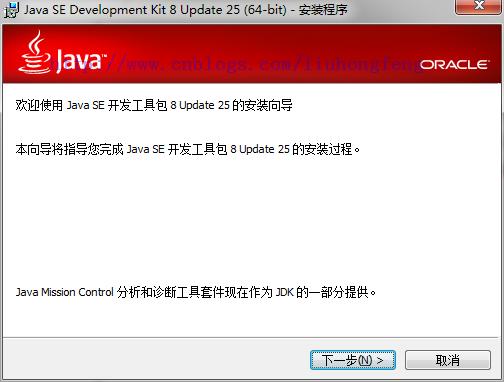 Java SE Development Kit 8 Update 25 (64-bit) - 安装程序
Java™
http://www.cnblogs.com/liuhongfeng
ORACLE®
欢迎使用 Java SE 开发工具包 8 Update 25 的安装向导
本向导将指导您完成 Java SE 开发工具包 8 Update 25 的安装过程。
Java Mission Control 分析和诊断工具套件现在作为 JDK 的一部分提供。
下一步(N) >
取消